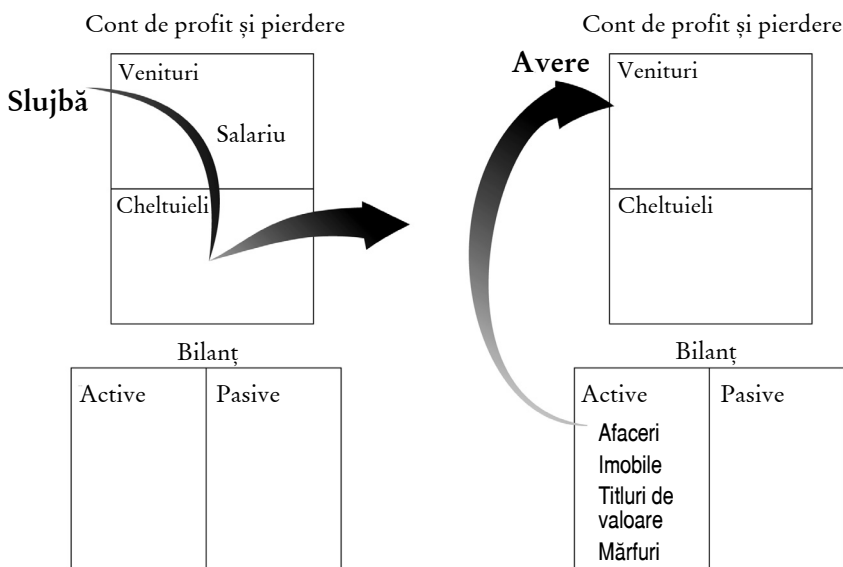 Cont de profit și pierdere
Slujbă
Venituri
Salariu
Cheltuieli
Bilanț
Active
Pasive
Cont de profit și pierdere
Avere
Venituri
Cheltuieli
Bilanț
Active
Pasive
Afaceri
Imobile
Titluri de
valoare
Mărfuri